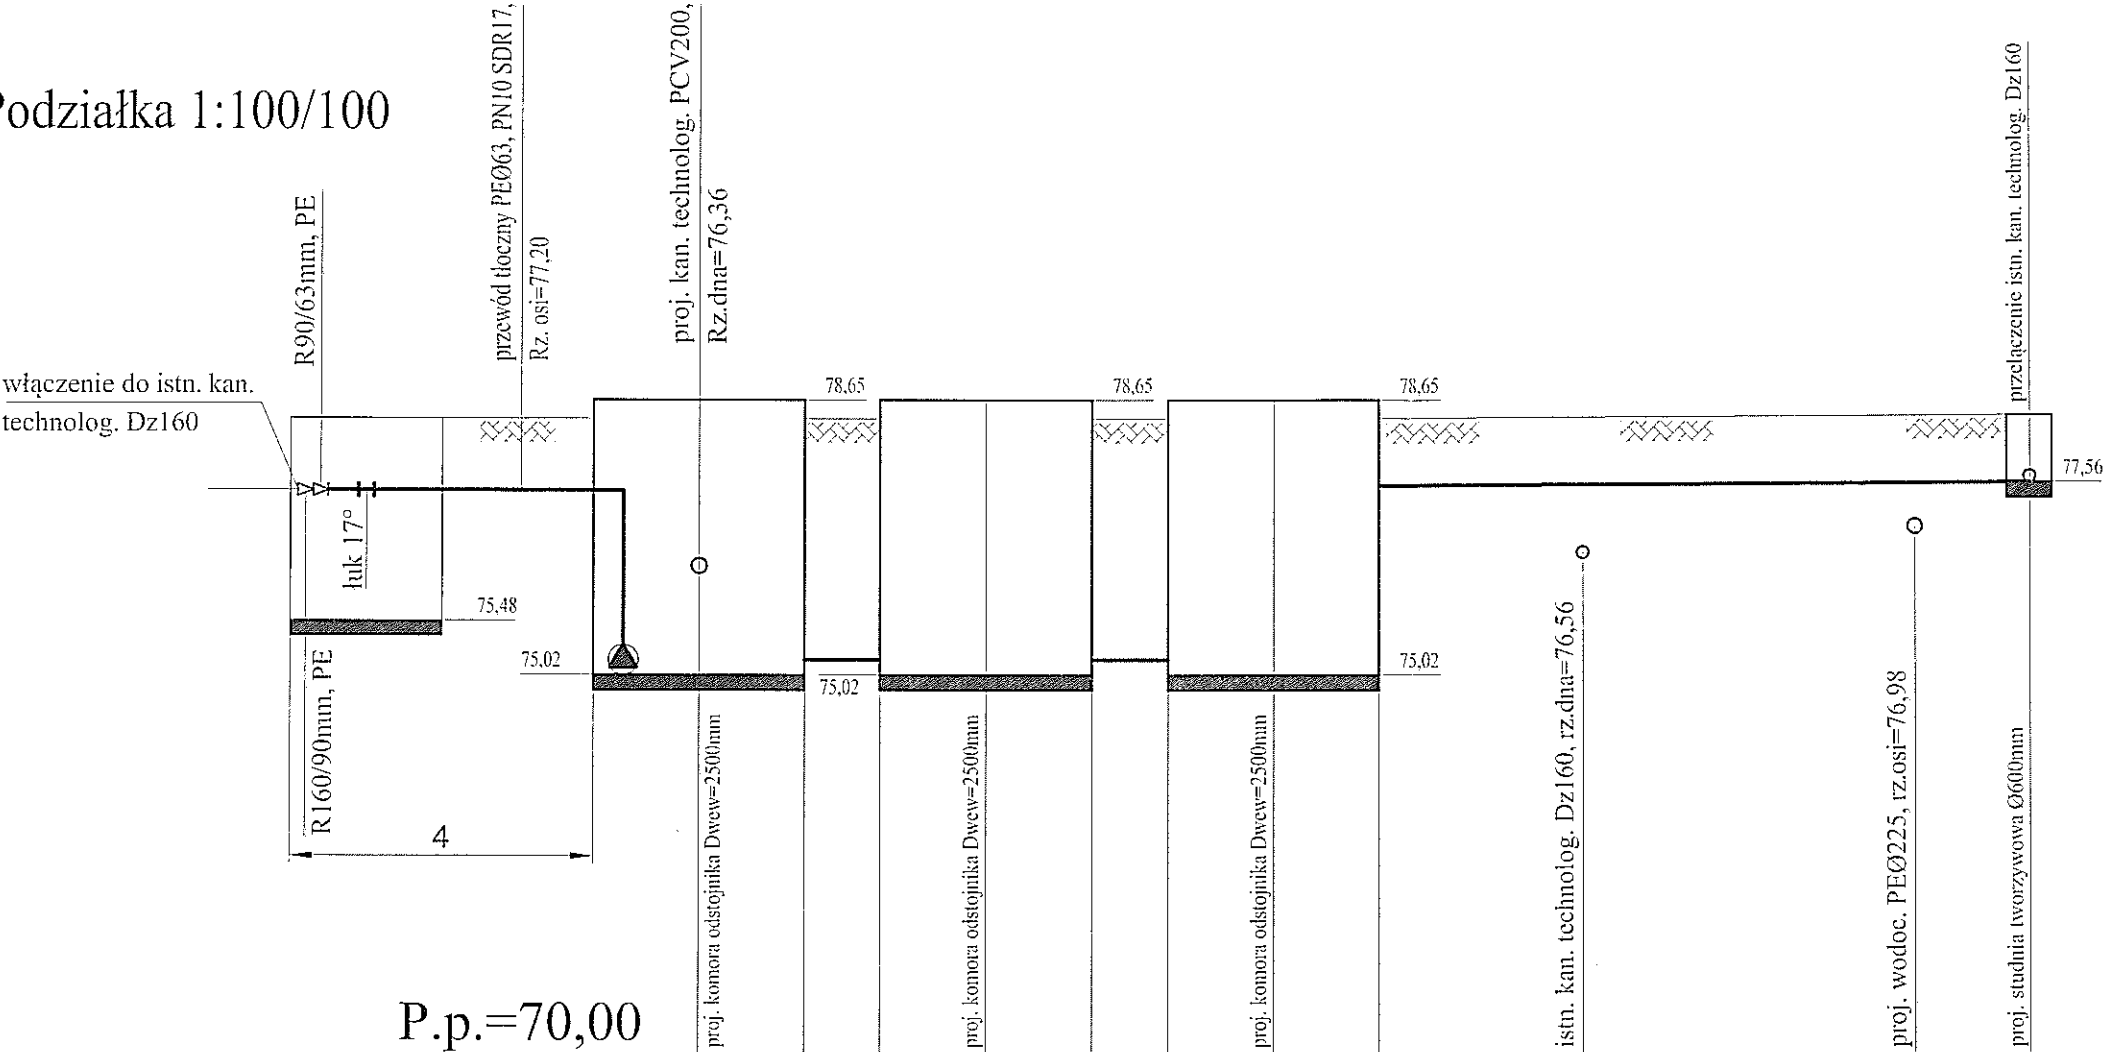 Podziałka 1:100/100
R90/63mm, PE
przewód tłoczny PEØ63, PN10 SDR17,
Rz. osi=77,20
proj. kan. technolog. PCV200,
Rz.dna=76,36
przełączenie istn. kan. technolog. Dz160
włączenie do istn. kan.
technolog. Dz160
78,65
78,65
78,65
77,56
łuk 17°
75,48
75,02
75,02
75,02
R160/90mm, PE
4
proj. komora odstojnika Dwew=2500mm
proj. komora odstojnika Dwew=2500mm
proj. komora odstojnika Dwew=2500mm
istn. kan. technolog. Dz160, rz.dna=76,56
proj. wodoc. PEØ225, rz.osi=76,98
proj. studnia tworzywowa Ø600mm
P.p.=70,00